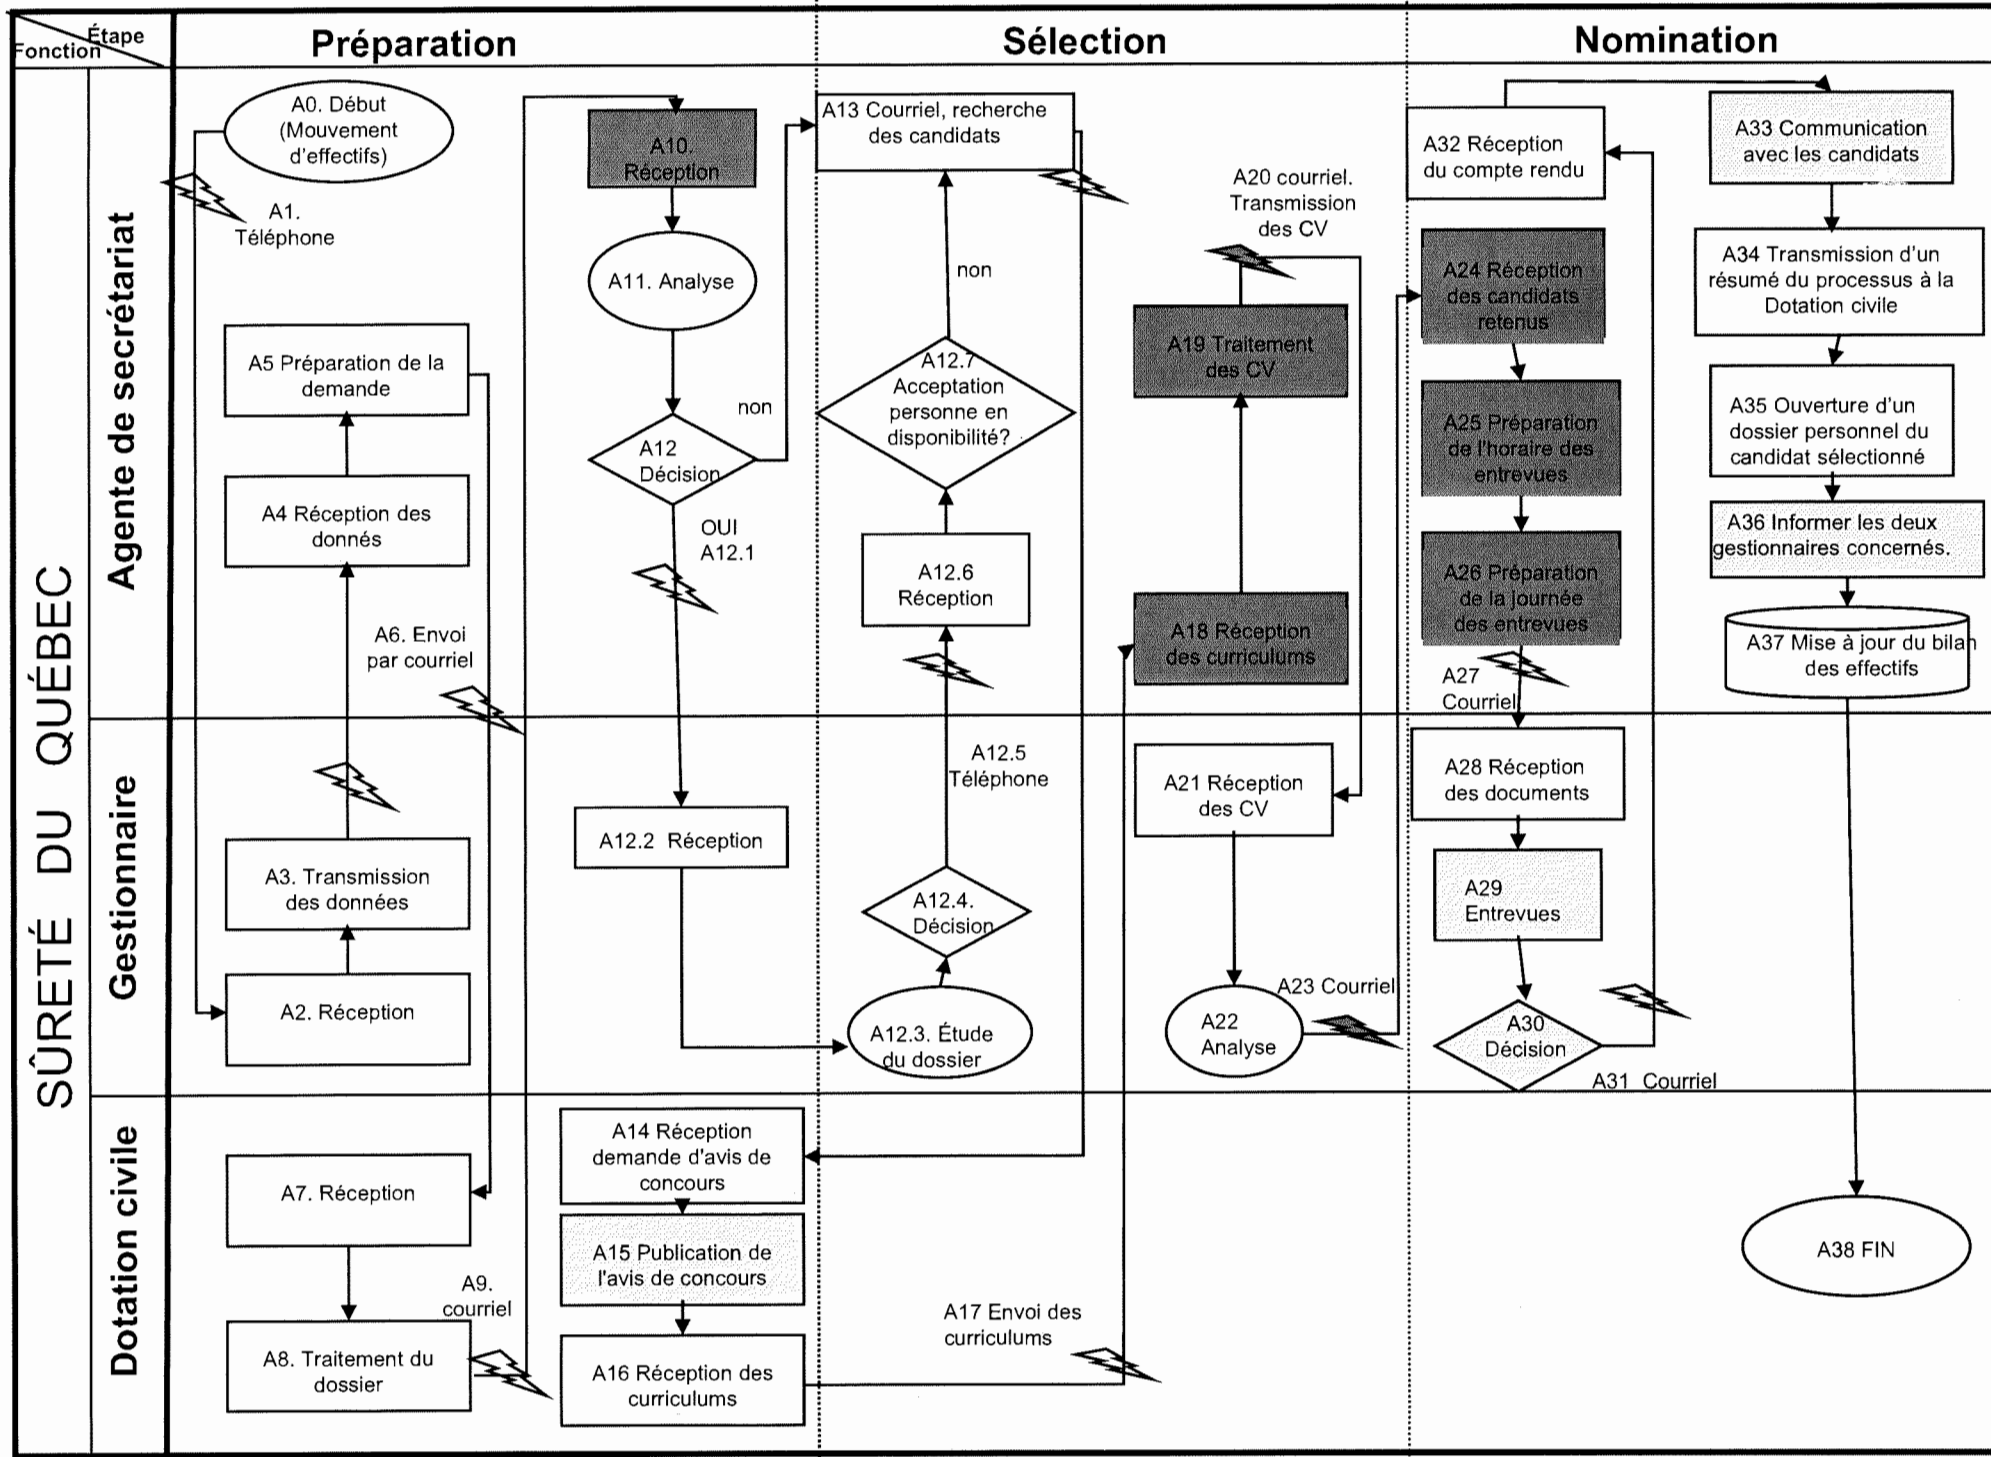 Étape
Fonction
Préparation
Sélection
Nomination
SÛRETÉ DU QUÉBEC
Agente de secrétariat
A0. Début
(Mouvement
d'effectifs)
A1.
Téléphone
A5 Préparation de la
demande
A4 Réception des
donnés
A6. Envoi
par courriel
A10.
Réception
A11. Analyse
A12
Décision
non
OUI
A12.1
A13 Courriel, recherche
des candidats
non
A12.7
Acceptation
personne en
disponibilité?
A12.6
Réception
A20 courriel.
Transmission
des CV
A19 Traitement
des CV
A18 Réception
des curriculums
A32 Réception
du compte rendu
A24 Réception
des candidats
retenus
A25 Préparation
de l'horaire des
entrevues
A26 Préparation
de la journée
des entrevues
A27
Courriel
A33 Communication
avec les candidats
A34 Transmission d'un
résumé du processus à la
Dotation civile
A35 Ouverture d'un
dossier personnel du
candidat sélectionné
A36 Informer les deux
gestionnaires concernés.
A37 Mise à jour du bilan
des effectifs
Gestionnaire
A3. Transmission
des données
A2. Réception
A12.2 Réception
A12.5
Téléphone
A12.4.
Décision
A12.3. Étude
du dossier
A21 Réception
des CV
A22
Analyse
A23 Courriel
A28 Réception
des documents
A29
Entrevues
A30
Décision
A31 Courriel
Dotation civile
A7. Réception
A8. Traitement du
dossier
A9.
courriel
A14 Réception
demande d'avis de
concours
A15 Publication de
l'avis de concours
A16 Réception des
curriculums
A17 Envoi des
curriculums
A38 FIN